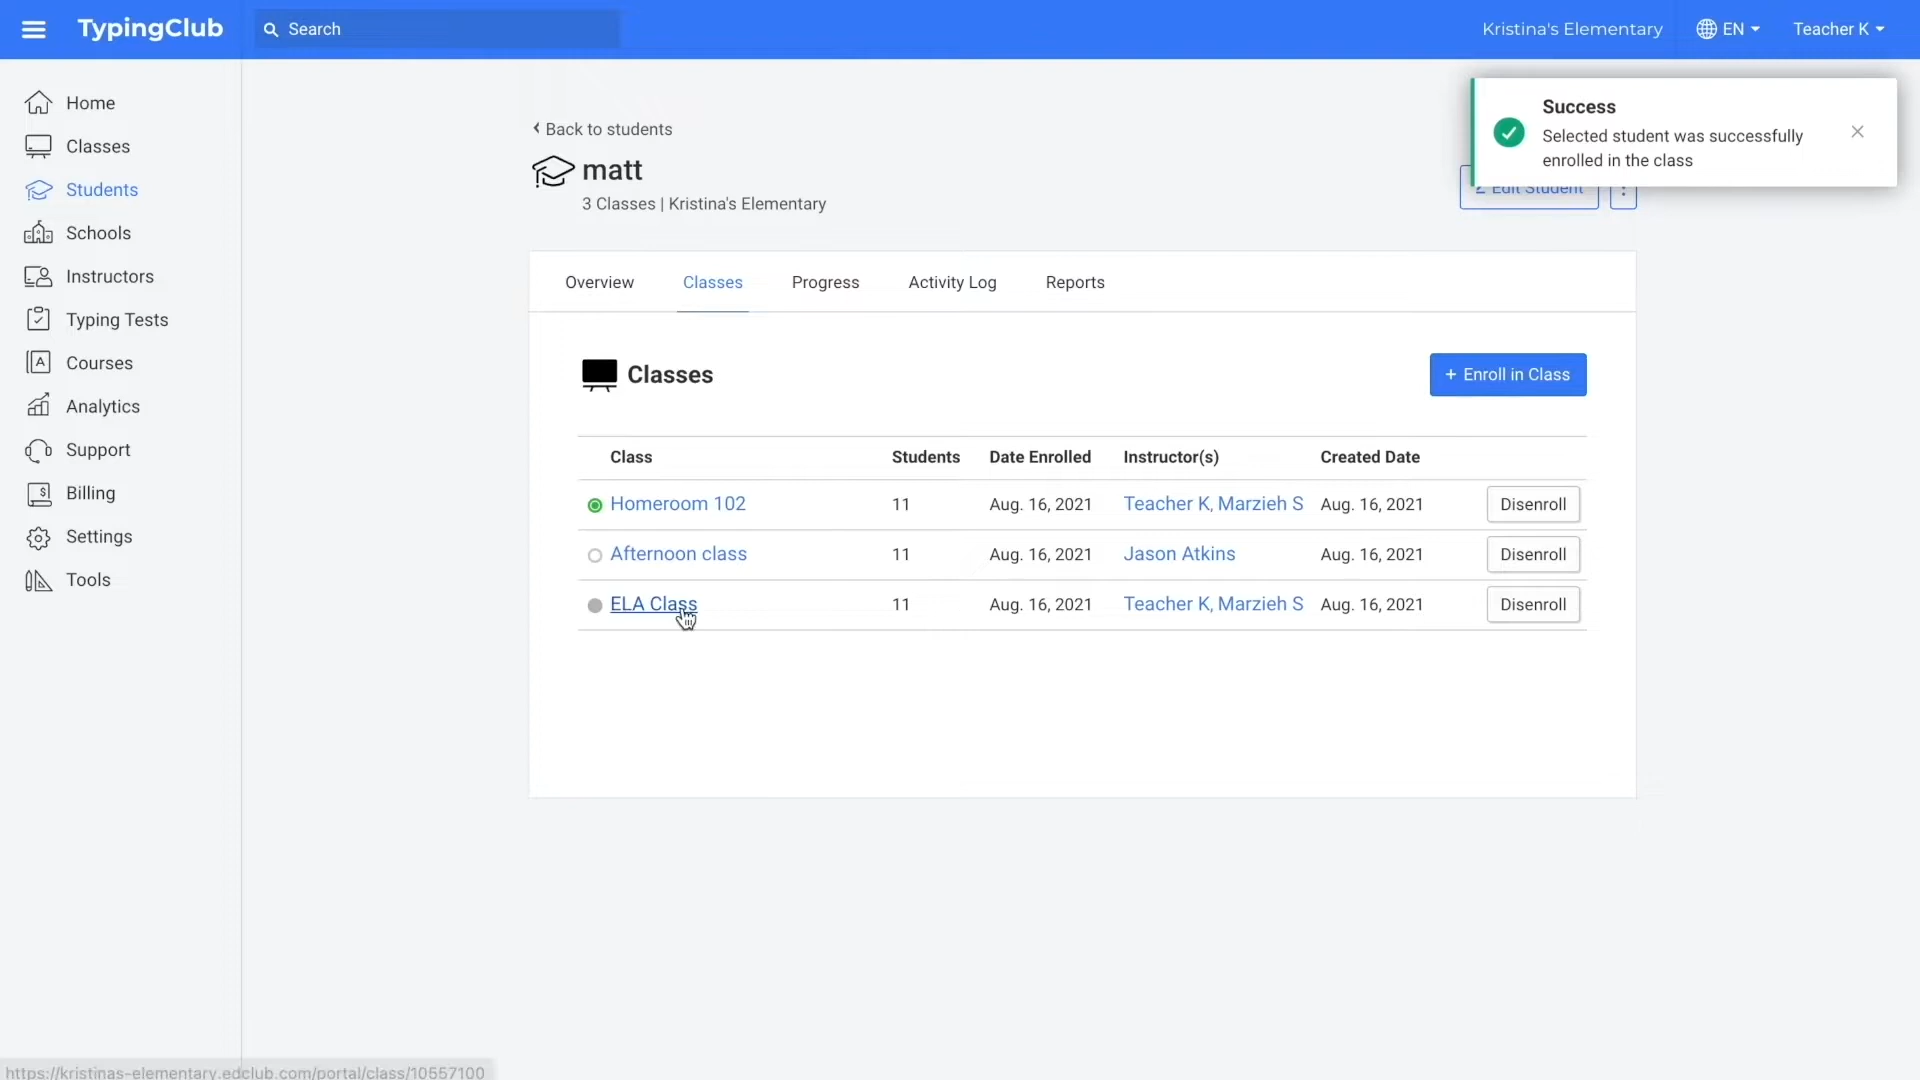 TypingClub
Search
Kristina's Elementary
EN
Teacher K
Home
Classes
Students
Schools
Instructors
Typing Tests
Courses
Analytics
Support
Billing
Settings
Tools
Success
Selected student was successfully
enrolled in the class
Back to students
matt
3 Classes | Kristina's Elementary
Edit Student
Overview
Classes
Progress
Activity Log
Reports
Classes
+ Enroll in Class
Class Students Date Enrolled Instructor(s) Created Date
Homeroom 102 11 Aug. 16, 2021 Teacher K, Marzieh S Aug. 16, 2021 Disenroll
Afternoon class 11 Aug. 16, 2021 Jason Atkins Aug. 16, 2021 Disenroll
ELA Class 11 Aug. 16, 2021 Teacher K, Marzieh S Aug. 16, 2021 Disenroll
https://kristinas-elementary.edclub.com/portal/class/10557100